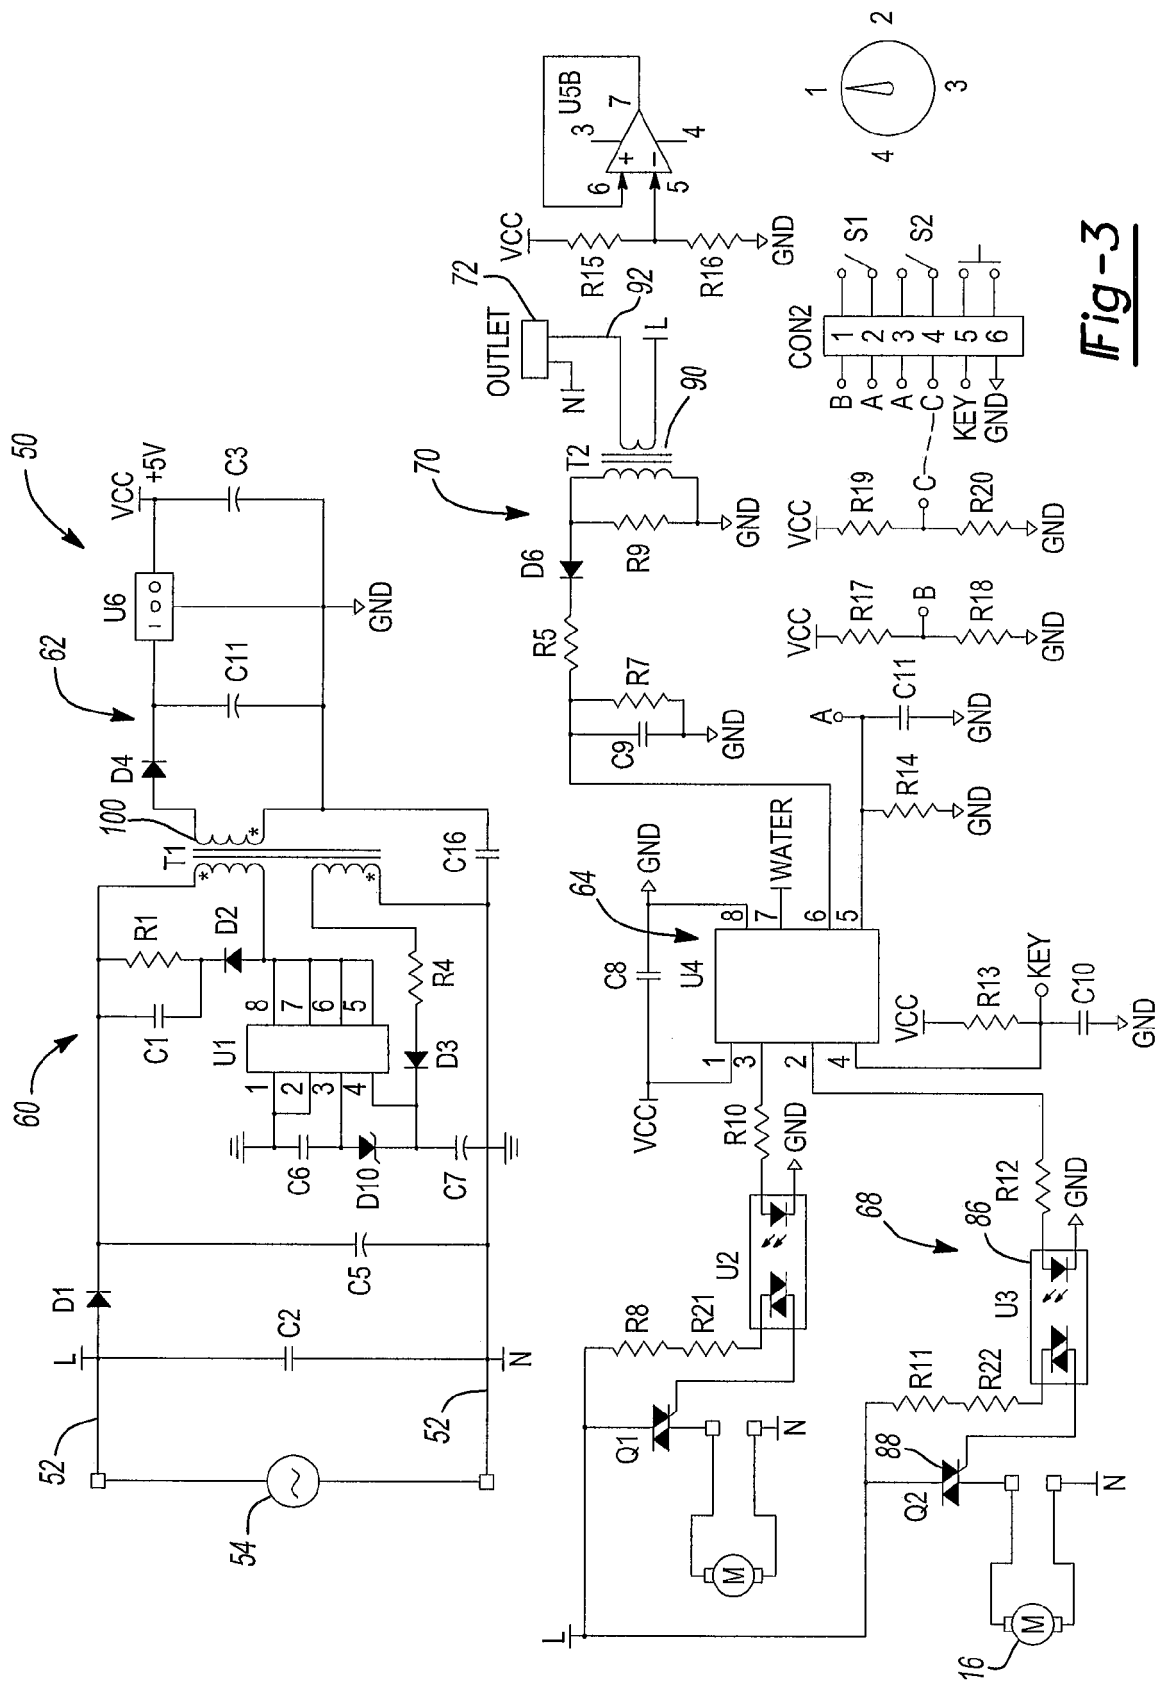 50
VCC
+5V
C3
U6
I O O
GND
62
C11
D4
100
T1
*
*
*
C16
R1
D2
C1
60
U1
8
7
6
5
1
2
3
4
R4
D3
C6
D10
C7
C5
D1
C2
L
N
52
52
54
~
70
72
OUTLET
N
92
L
90
T2
VCC
R15
R16
GND
U5B
7
3
4
6
5
+
−
D6
R9
GND
R5
R7
C9
GND
64
U4
C8
GND
VCC
8
7
6
5
1
3
2
4
WATER
A
C11
GND
R14
GND
VCC
R13
KEY
C10
GND
R10
GND
U2
R8
R21
Q1
N
M
L
68
R12
86
GND
U3
R11
R22
88
Q2
N
M
16
VCC
R17
B
R18
GND
VCC
R19
C
R20
GND
CON2
B
A
A
C
KEY
GND
1
2
3
4
5
6
S1
S2
1
2
3
4
Fig-3